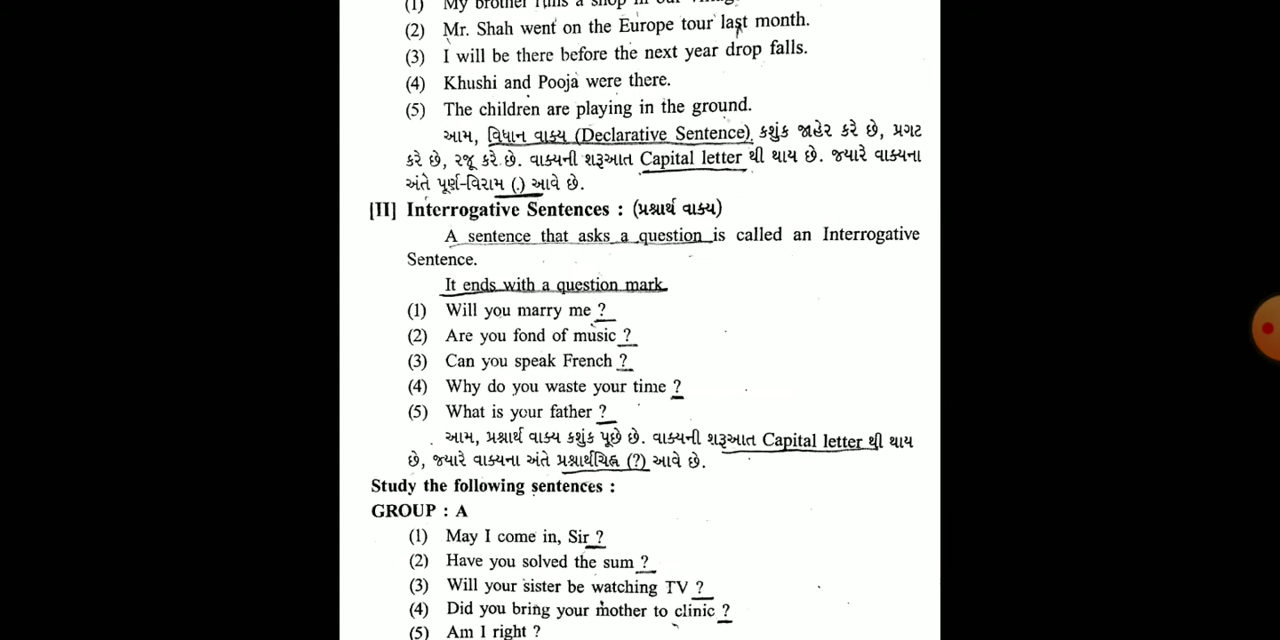 (1) My brother runs a shop in our
(2) Mr. Shah went on the Europe tour last month.
(3) I will be there before the next year drop falls.
(4) Khushi and Pooja were there.
(5) The children are playing in the ground.
આમ, વિધાન વાક્ય (Declarative Sentence) કશુંક જાહેર કરે છે, પ્રગટ
કરે છે, રજૂ કરે છે. વાક્યની શરૂઆત Capital letter થી થાય છે. જ્યારે વાક્યના
અંતે પૂર્ણ-વિરામ (.) આવે છે.
[II] Interrogative Sentences : (પ્રશ્નાર્થ વાક્ય)
A sentence that asks a question is called an Interrogative
Sentence.
It ends with a question mark.
(1) Will you marry me ?
(2) Are you fond of music ?
(3) Can you speak French ?
(4) Why do you waste your time ?
(5) What is your father ?
આમ, પ્રશ્નાર્થ વાક્ય કશુંક પૂછે છે. વાક્યની શરૂઆત Capital letter થી થાય
છે, જ્યારે વાક્યના અંતે પ્રશ્નાર્થચિહ્ન (?) આવે છે.
Study the following sentences :
GROUP : A
(1) May I come in, Sir ?
(2) Have you solved the sum ?
(3) Will your sister be watching TV ?
(4) Did you bring your mother to clinic ?
(5) Am I right ?